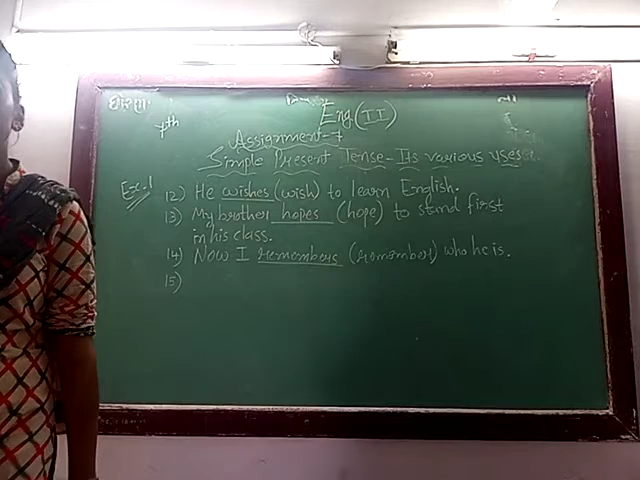 Eng(II)
Assignment-7
Simple Present Tense-Its various uses
Ex.1 12) He wishes (wish) to learn English.
13) My brother hopes (hope) to stand first
in his class.
14) Now I remembers (remember) who he is.
15)